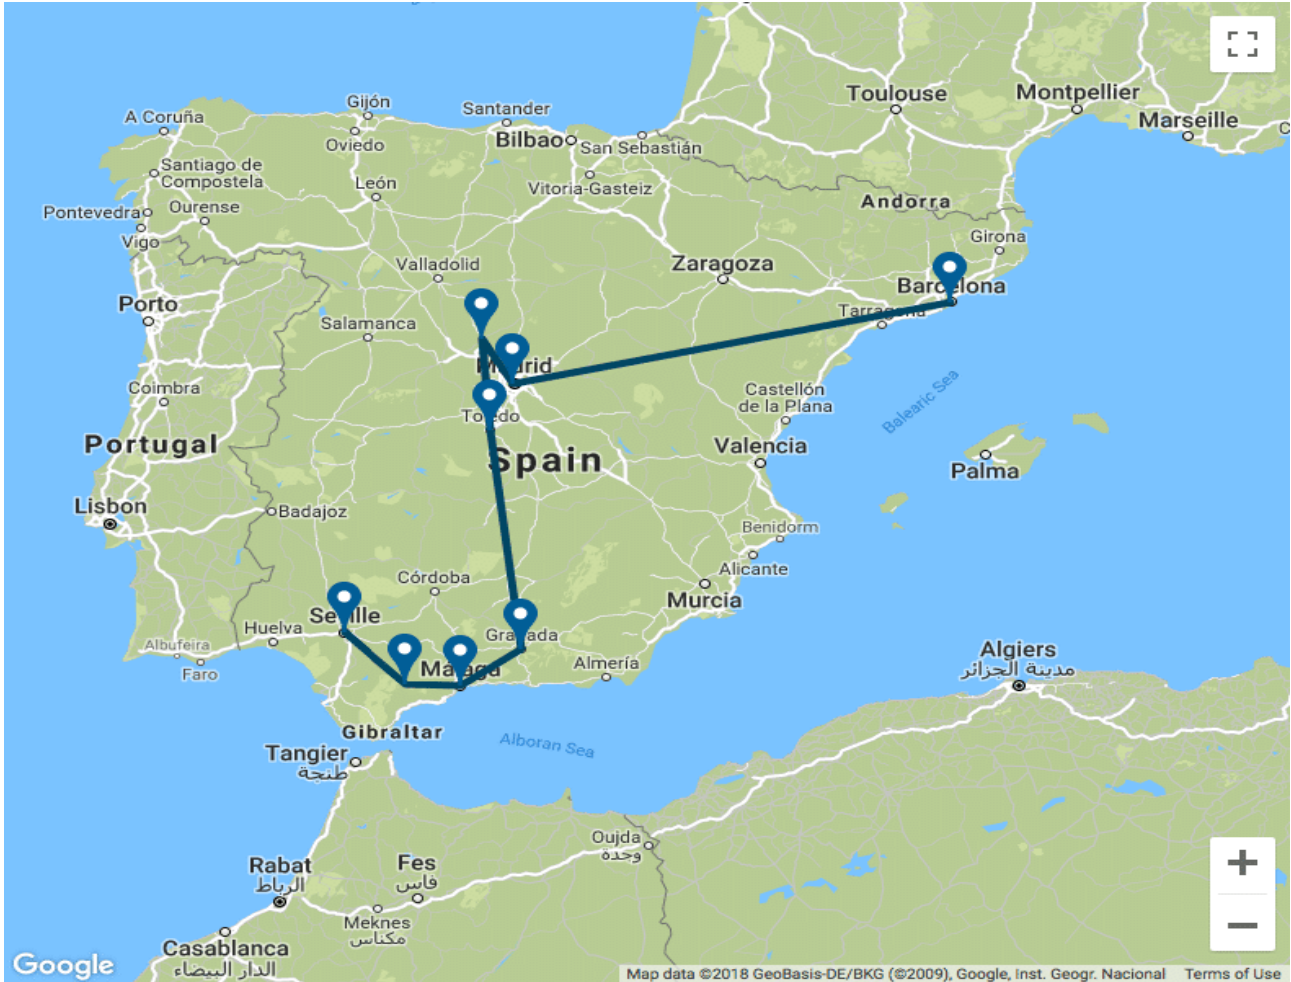 Toulouse
Montpellier
Marseille
A Coruña
Gijón
Santander
Oviedo
Bilbao
San Sebastián
Santiago de
Compostela
León
Vitoria-Gasteiz
Andorra
Pontevedra
Ourense
Vigo
Girona
Valladolid
Zaragoza
Barcelona
Porto
Tarragona
Salamanca
Madrid
Coimbra
Castellón
de la Plana
Balearic Sea
Toledo
Portugal
Spain
Valencia
Palma
Lisbon
Badajoz
Benidorm
Alicante
Córdoba
Murcia
Seville
Huelva
Granada
Albufeira
Faro
Málaga
Almería
Algiers
مدينة الجزائر
Gibraltar
Alboran Sea
Tangier
طنجة
Oujda
وجدة
Rabat
الرباط
Fes
فاس
Meknes
مكناس
Casablanca
الدار البيضاء
Google
Map data ©2018 GeoBasis-DE/BKG (©2009), Google, Inst. Geogr. Nacional Terms of Use